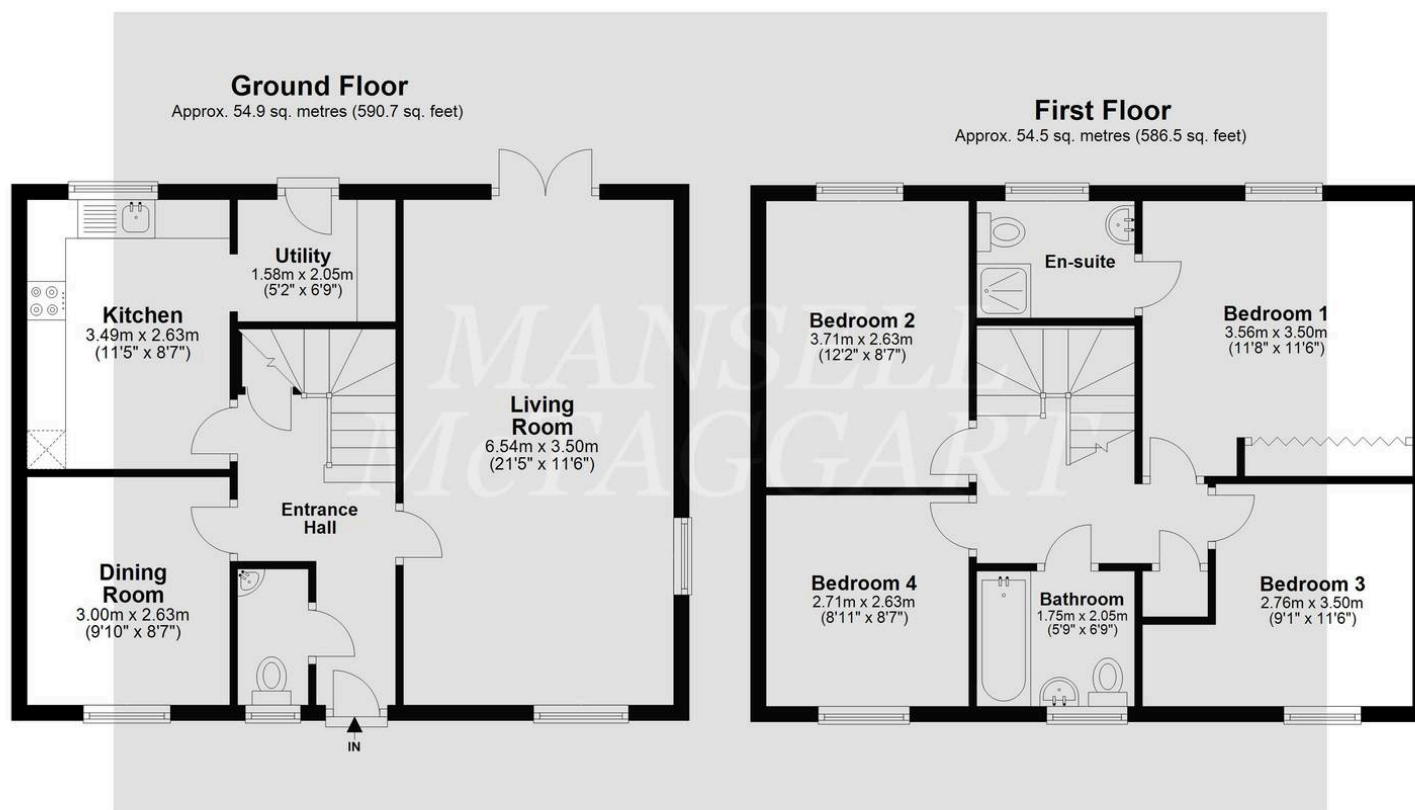 Ground Floor
Approx. 54.9 sq. metres (590.7 sq. feet)
Kitchen
3.49m x 2.63m
(11'5" x 8'7")
Utility
1.58m x 2.05m
(5'2" x 6'9")
Living
Room
6.54m x 3.50m
(21'5" x 11'6")
Entrance
Hall
Dining
Room
3.00m x 2.63m
(9'10" x 8'7")
IN
First Floor
Approx. 54.5 sq. metres (586.5 sq. feet)
Bedroom 2
3.71m x 2.63m
(12'2" x 8'7")
En-suite
Bedroom 1
3.56m x 3.50m
(11'8" x 11'6")
Bedroom 4
2.71m x 2.63m
(8'11" x 8'7")
Bathroom
1.75m x 2.05m
(5'9" x 6'9")
Bedroom 3
2.76m x 3.50m
(9'1" x 11'6")
MANSELL
McTAGGART